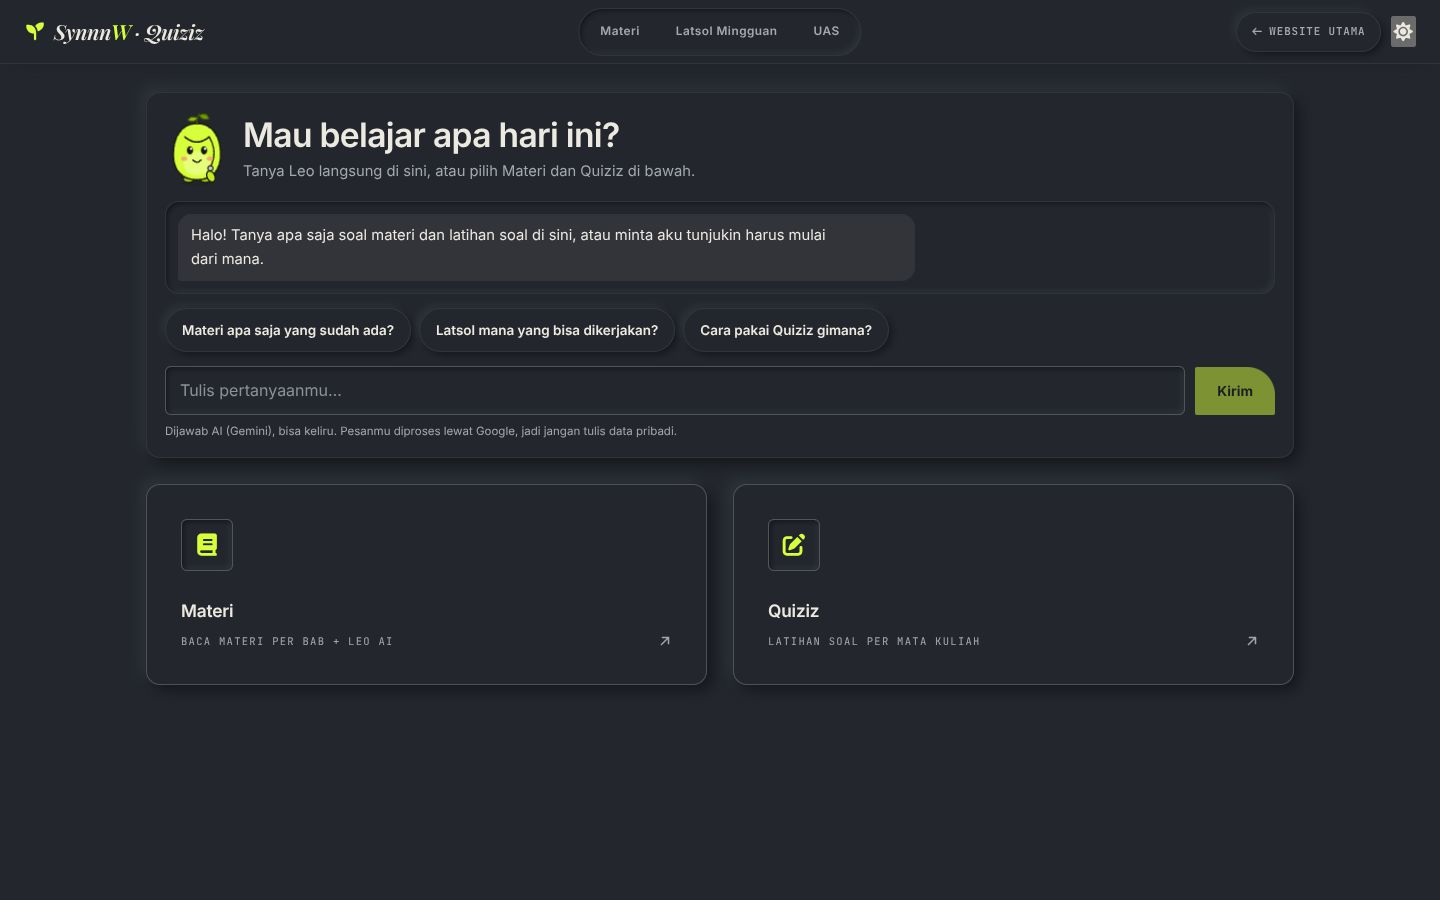 SynnnW · Quiziz
Materi
Latsol Mingguan
UAS
← WEBSITE UTAMA
Mau belajar apa hari ini?
Tanya Leo langsung di sini, atau pilih Materi dan Quiziz di bawah.
Halo! Tanya apa saja soal materi dan latihan soal di sini, atau minta aku tunjukin harus mulai
dari mana.
Materi apa saja yang sudah ada?
Latsol mana yang bisa dikerjakan?
Cara pakai Quiziz gimana?
Tulis pertanyaanmu...
Kirim
Dijawab AI (Gemini), bisa keliru. Pesanmu diproses lewat Google, jadi jangan tulis data pribadi.
Materi
BACA MATERI PER BAB + LEO AI
Quiziz
LATIHAN SOAL PER MATA KULIAH